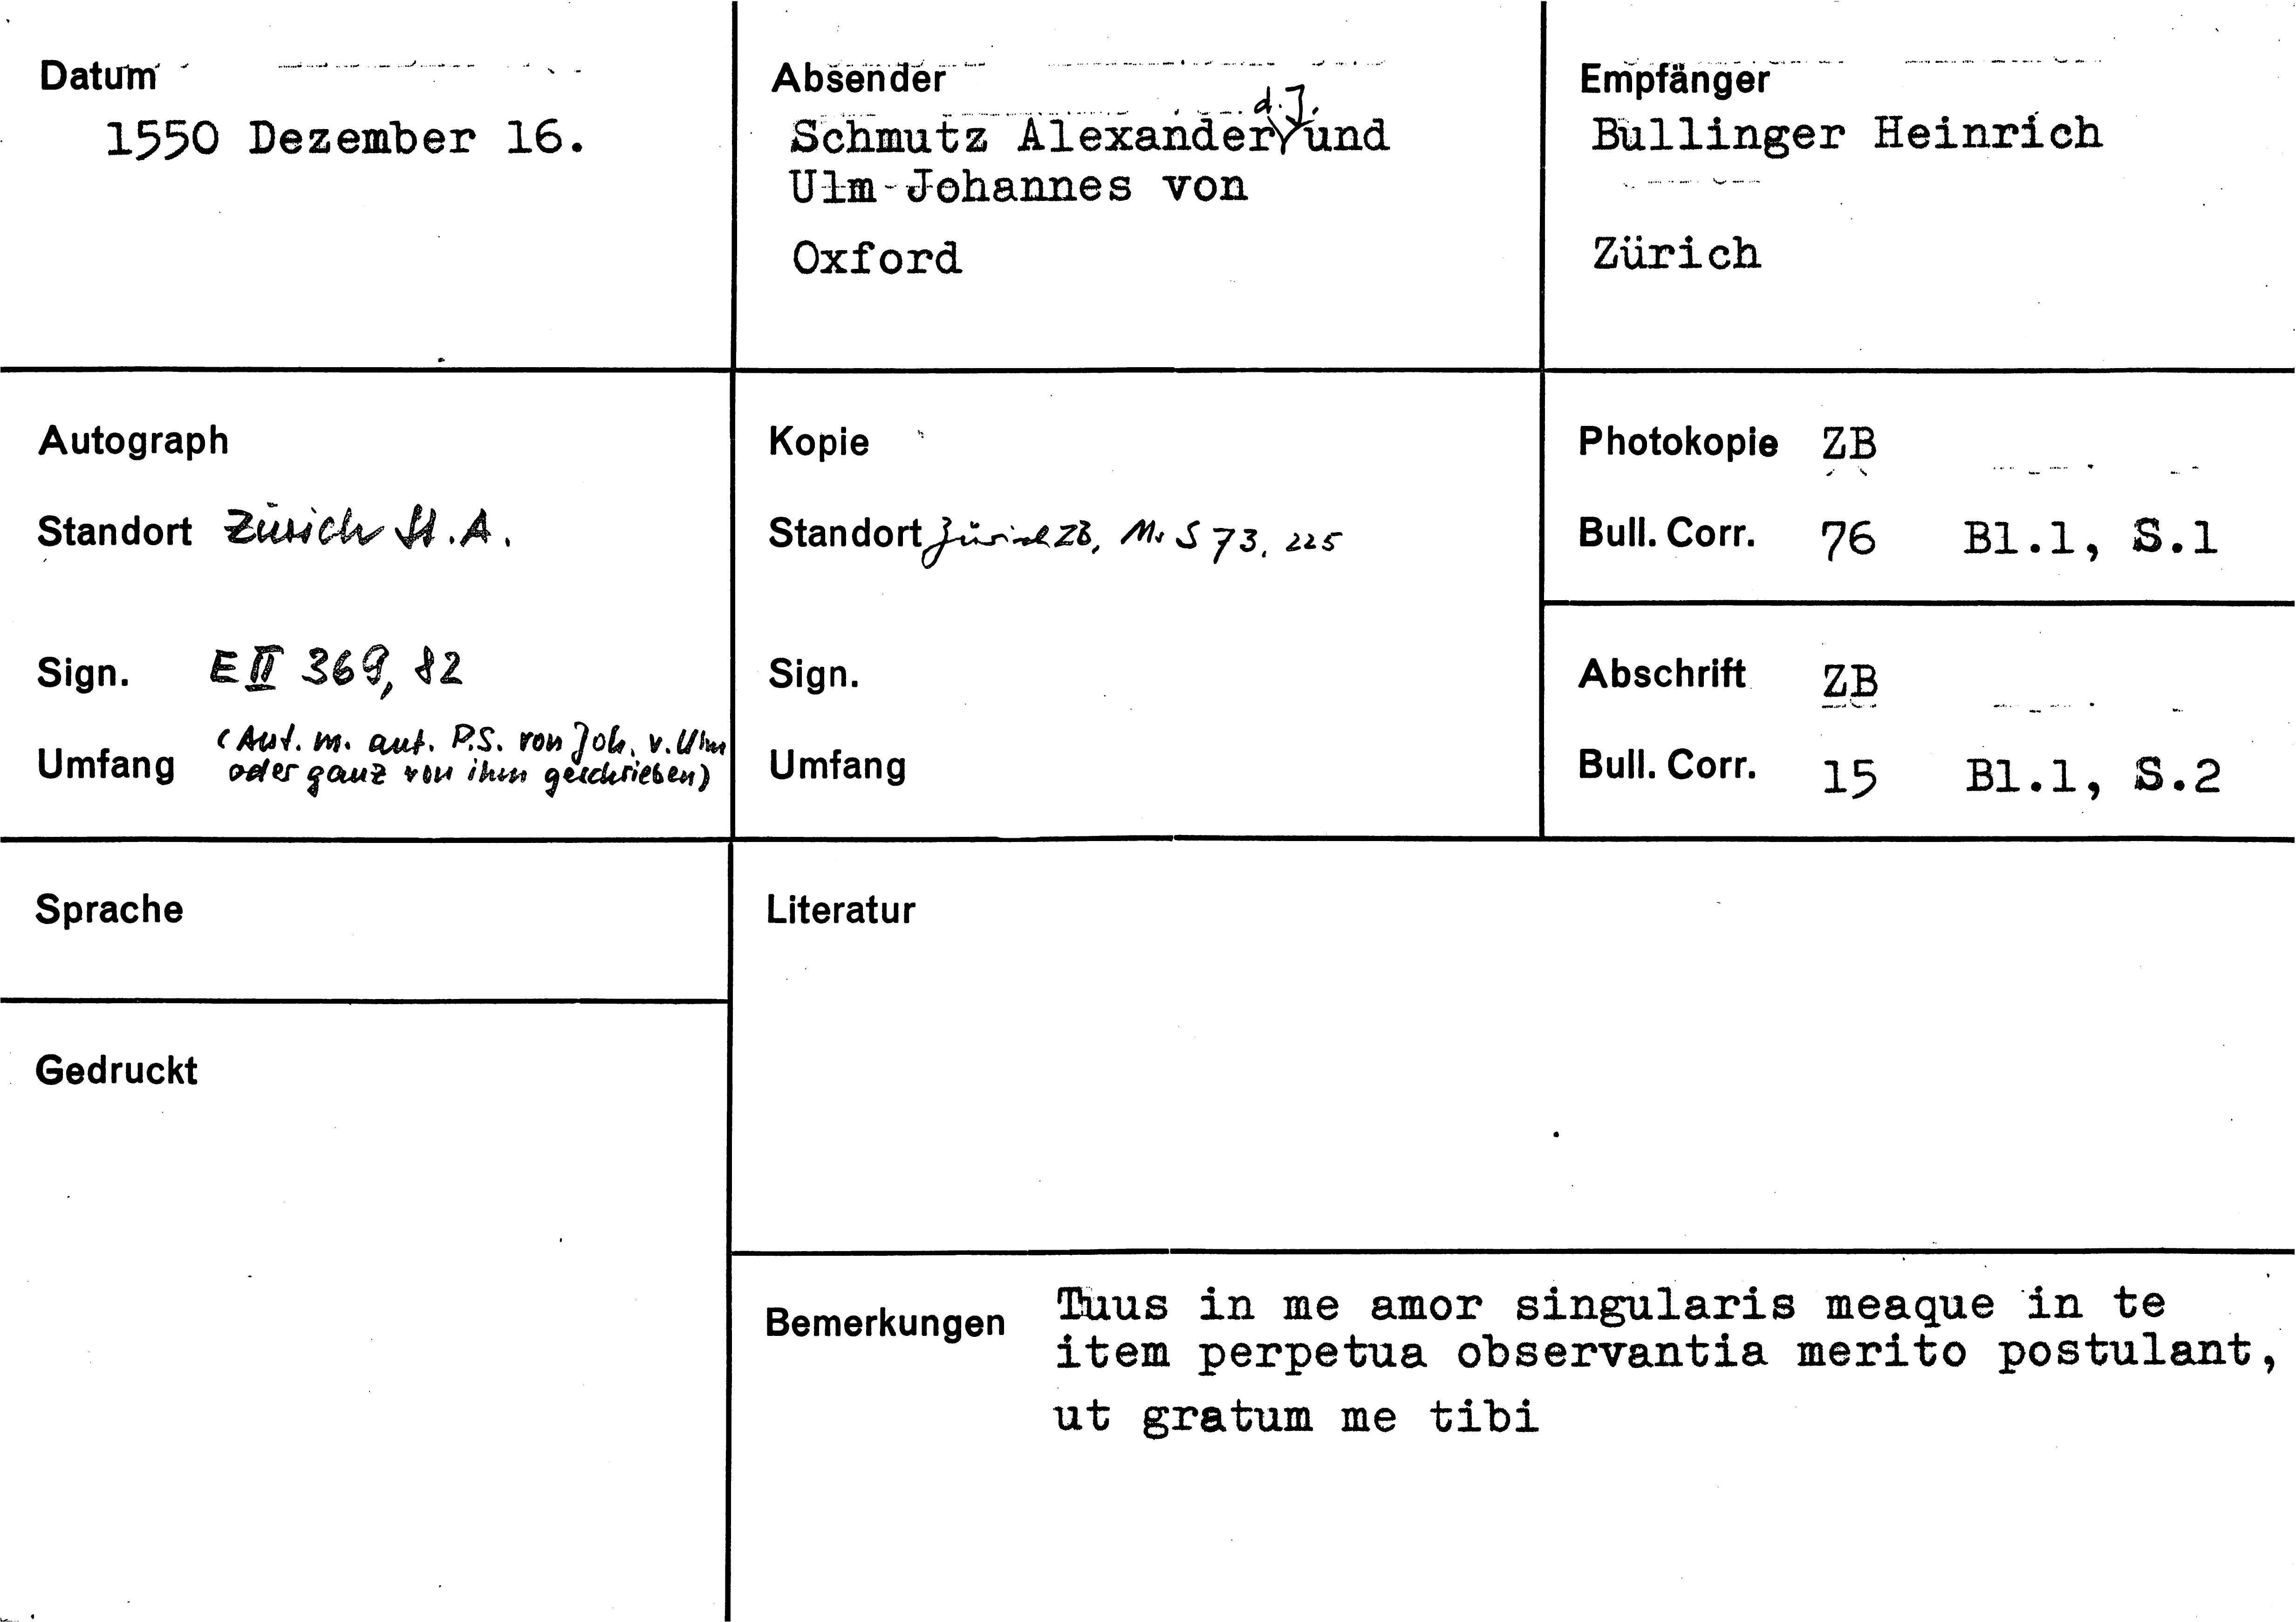 Datum
1550 Dezember 16.
Absender
d.J.
Schmutz Alexander und
Ulm Johannes von
Oxford
Empfänger
Bullinger Heinrich
Zürich
Autograph
Standort Zürich St.A.
Sign. E II 369, 82
Umfang (Aut. m. aut. P.S. von Joh. v. Ulm
oder ganz von ihm geschrieben)
Kopie
Standort Zürich ZB, Ms S 73, 225
Sign.
Umfang
Photokopie ZB
Bull. Corr. 76 Bl.1, S.1
Abschrift ZB
Bull. Corr. 15 Bl.1, S.2
Sprache
Literatur
Gedruckt
Bemerkungen Tuus in me amor singularis meaque in te
item perpetua observantia merito postulant,
ut gratum me tibi